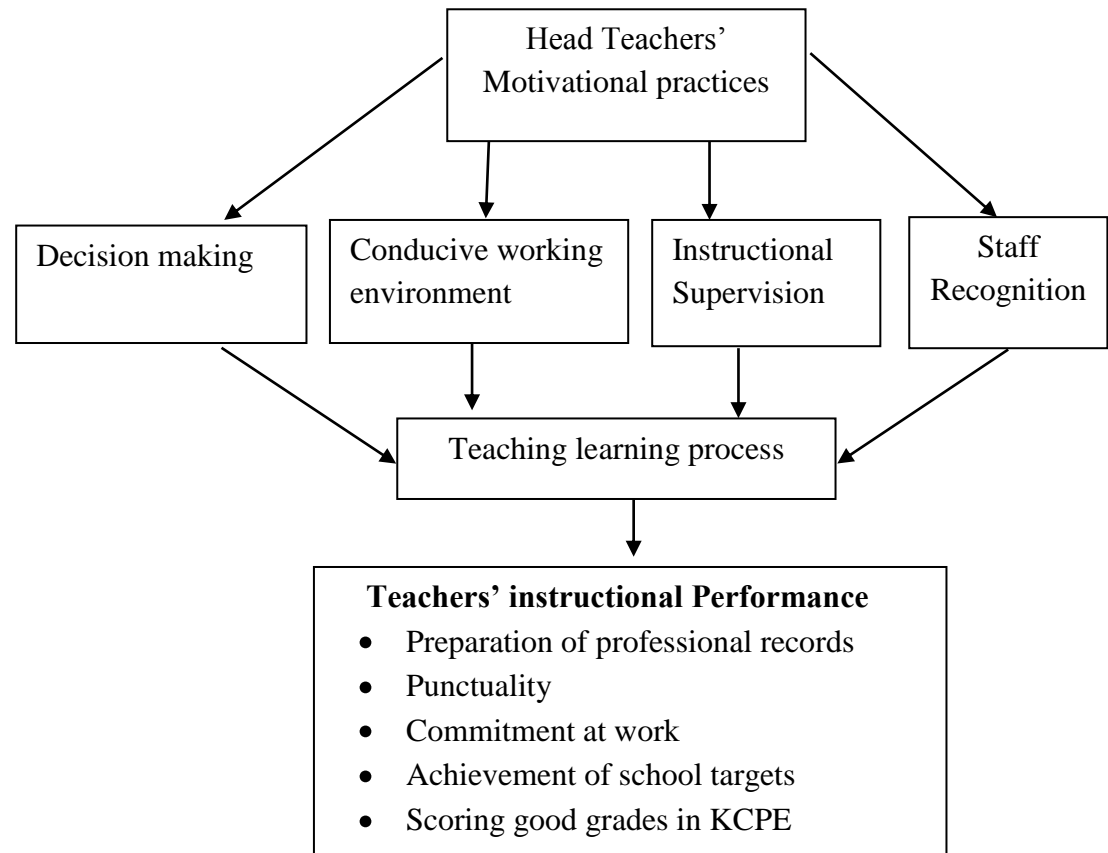 Head Teachers’
Motivational practices
Decision making
Conducive working
environment
Instructional
Supervision
Staff
Recognition
Teaching learning process
Teachers’ instructional Performance
• Preparation of professional records
• Punctuality
• Commitment at work
• Achievement of school targets
• Scoring good grades in KCPE